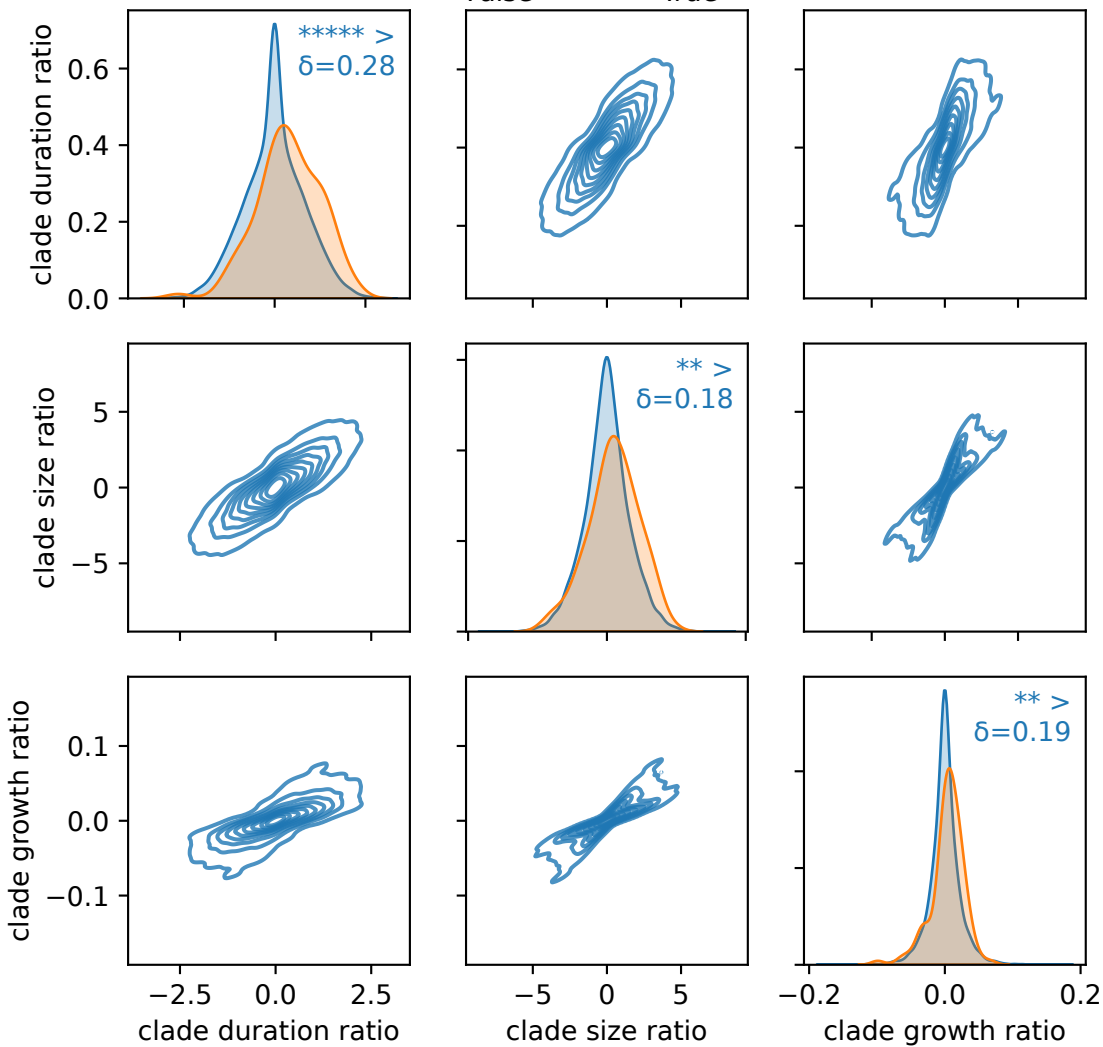 clade duration ratio
0.6
0.4
0.2
0.0
***** >
δ=0.28
clade size ratio
5
0
−5
** >
δ=0.18
clade growth ratio
0.1
0.0
−0.1
** >
δ=0.19
−2.5 0.0 2.5
−5 0 5
−0.2 0.0 0.2
clade duration ratio
clade size ratio
clade growth ratio